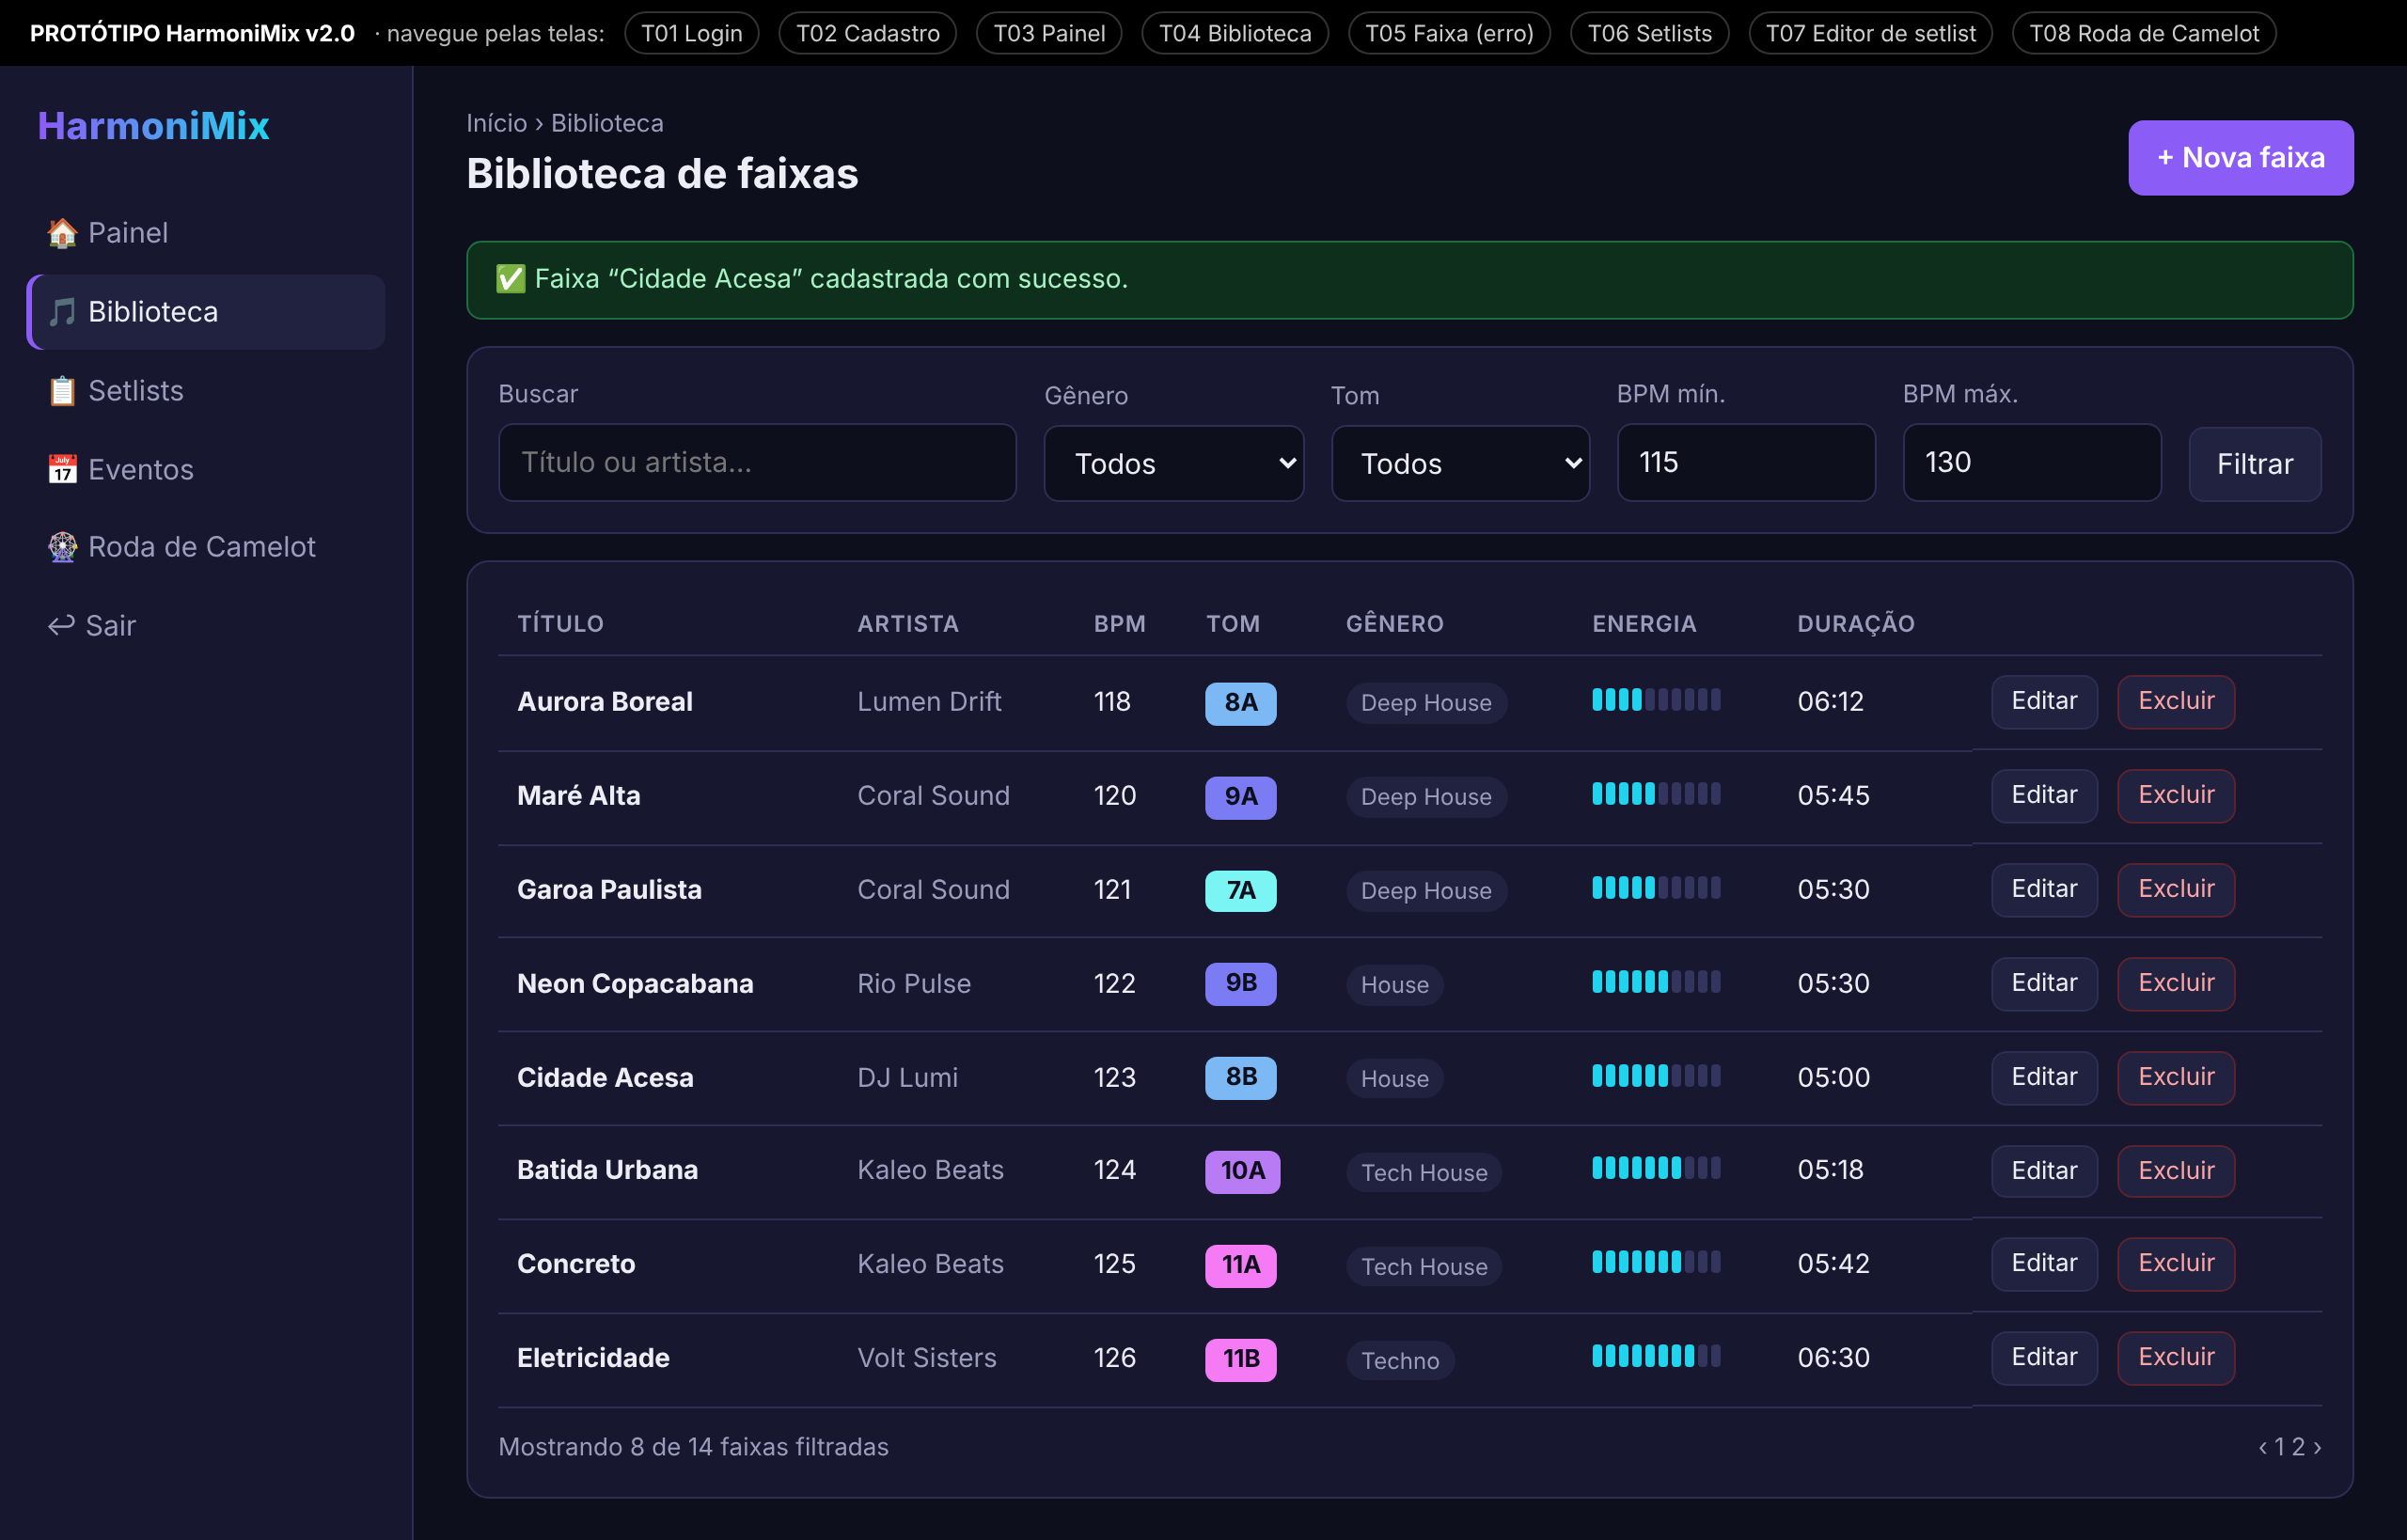 PROTÓTIPO HarmoniMix v2.0 · navegue pelas telas: T01 Login T02 Cadastro T03 Painel T04 Biblioteca T05 Faixa (erro) T06 Setlists T07 Editor de setlist T08 Roda de Camelot
HarmoniMix
Painel
Biblioteca
Setlists
Eventos
Roda de Camelot
↩ Sair
Início › Biblioteca
Biblioteca de faixas
+ Nova faixa
✅ Faixa “Cidade Acesa” cadastrada com sucesso.
Buscar Gênero Tom BPM mín. BPM máx.
Título ou artista... Todos Todos 115 130 Filtrar
TÍTULO ARTISTA BPM TOM GÊNERO ENERGIA DURAÇÃO
Aurora Boreal Lumen Drift 118 8A Deep House 06:12 Editar Excluir
Maré Alta Coral Sound 120 9A Deep House 05:45 Editar Excluir
Garoa Paulista Coral Sound 121 7A Deep House 05:30 Editar Excluir
Neon Copacabana Rio Pulse 122 9B House 05:30 Editar Excluir
Cidade Acesa DJ Lumi 123 8B House 05:00 Editar Excluir
Batida Urbana Kaleo Beats 124 10A Tech House 05:18 Editar Excluir
Concreto Kaleo Beats 125 11A Tech House 05:42 Editar Excluir
Eletricidade Volt Sisters 126 11B Techno 06:30 Editar Excluir
Mostrando 8 de 14 faixas filtradas ‹ 1 2 ›